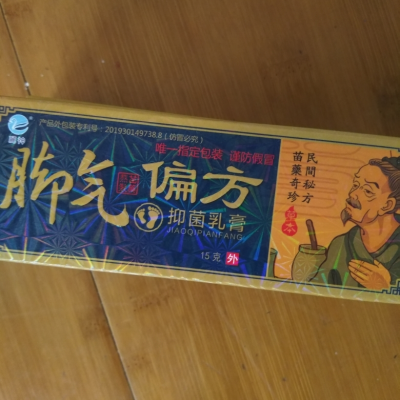 产品外包装专利号：201930149738.8（仿冒必究）
唯一指定包装 谨防假冒
脚气偏方
抑菌乳膏
JIAOQIPIANFANG
15克 外
民間秘方
苗藥奇珍